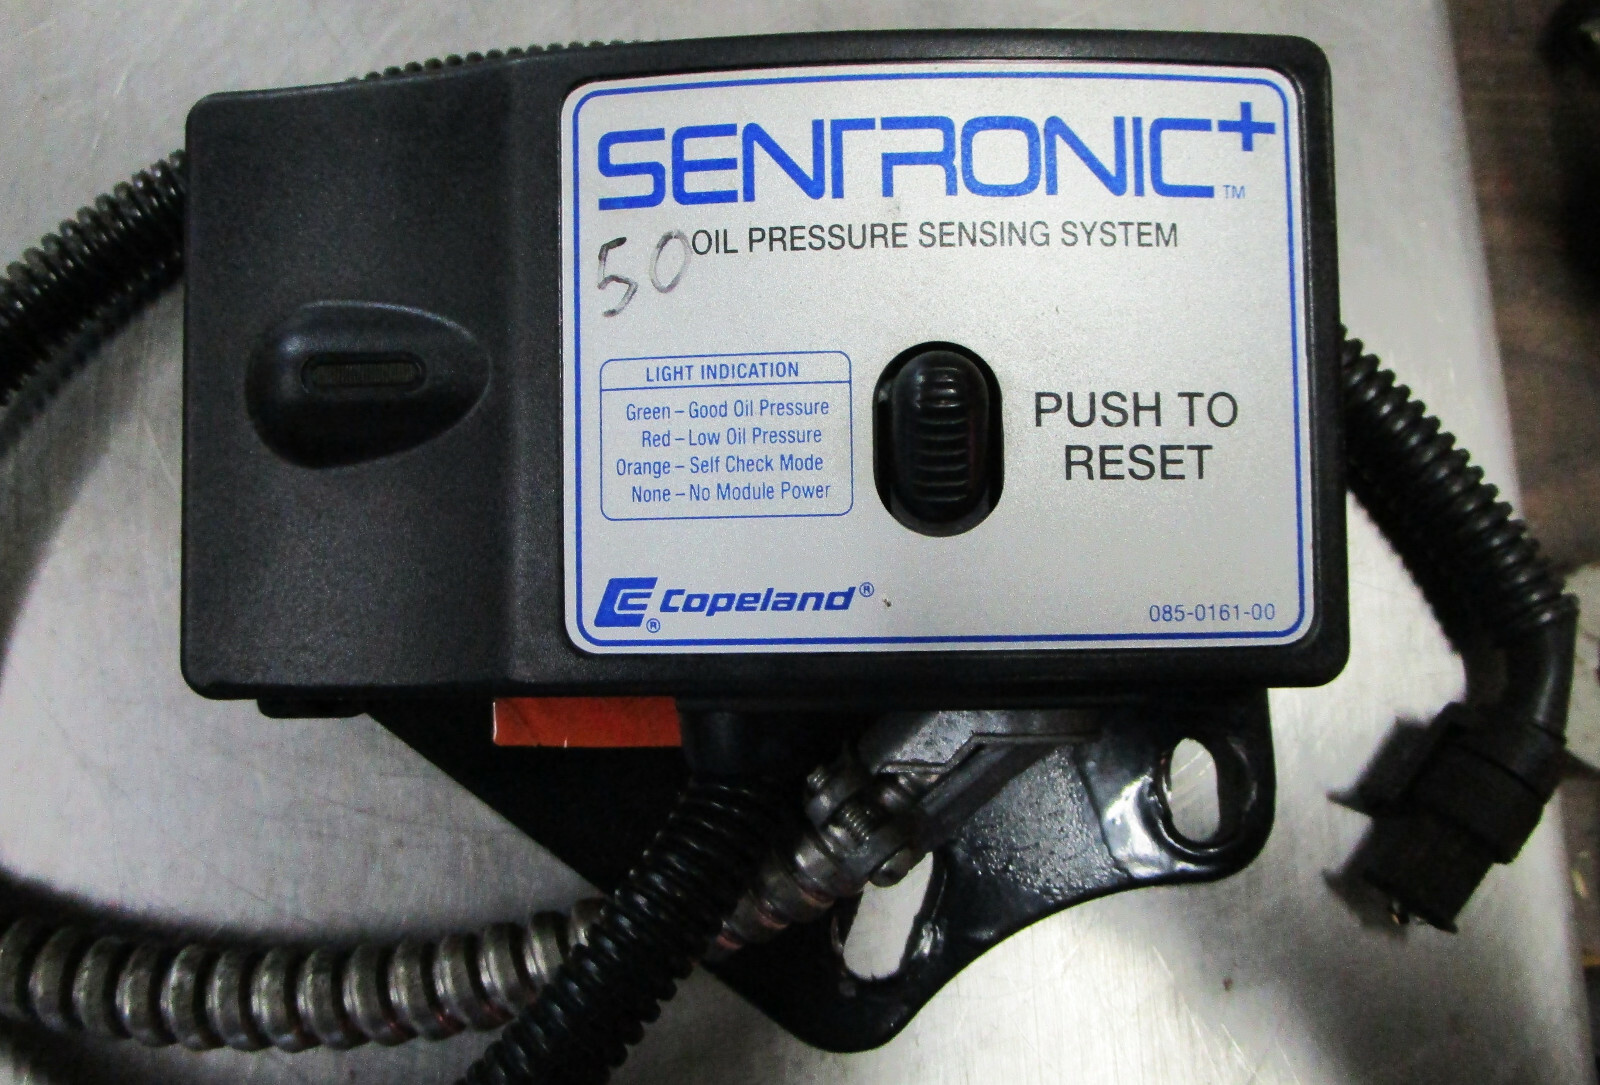 SENTRONIC+™
50
OIL PRESSURE SENSING SYSTEM
LIGHT INDICATION
Green – Good Oil Pressure
Red – Low Oil Pressure
Orange – Self Check Mode
None – No Module Power
PUSH TO
RESET
Copeland®
®
085-0161-00